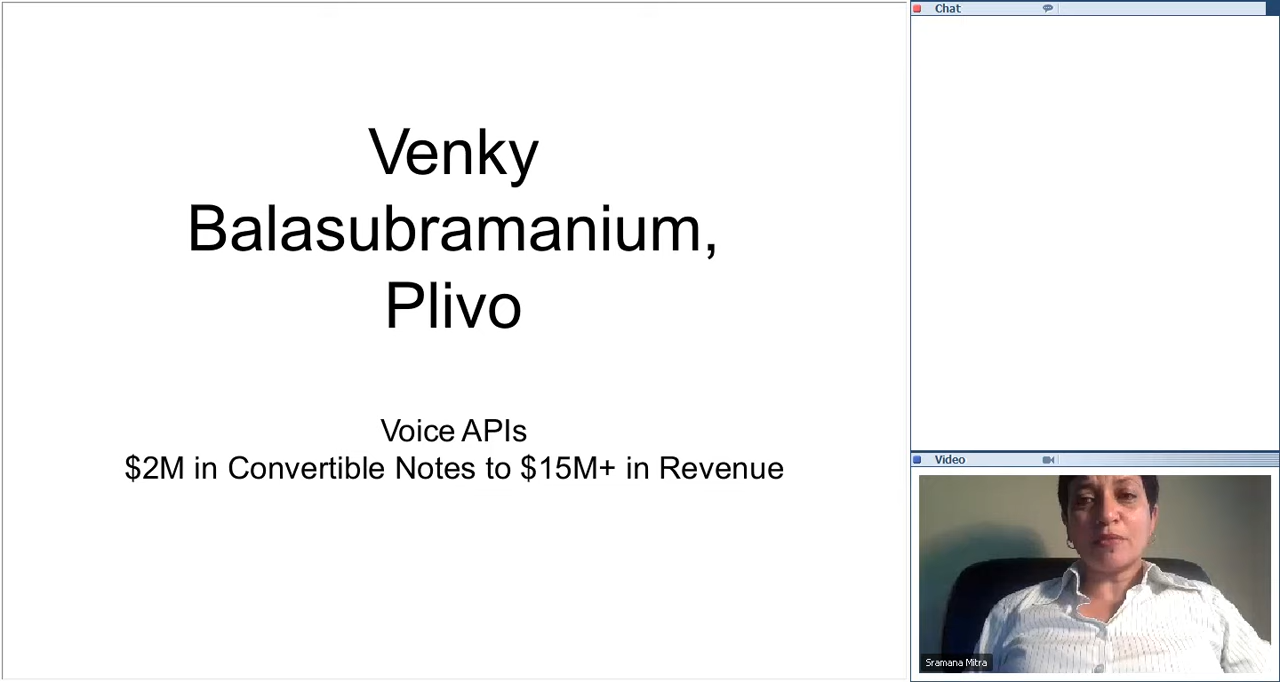 Venky
Balasubramanium,
Plivo
Voice APIs
$2M in Convertible Notes to $15M+ in Revenue
Chat
Video
Sramana Mitra